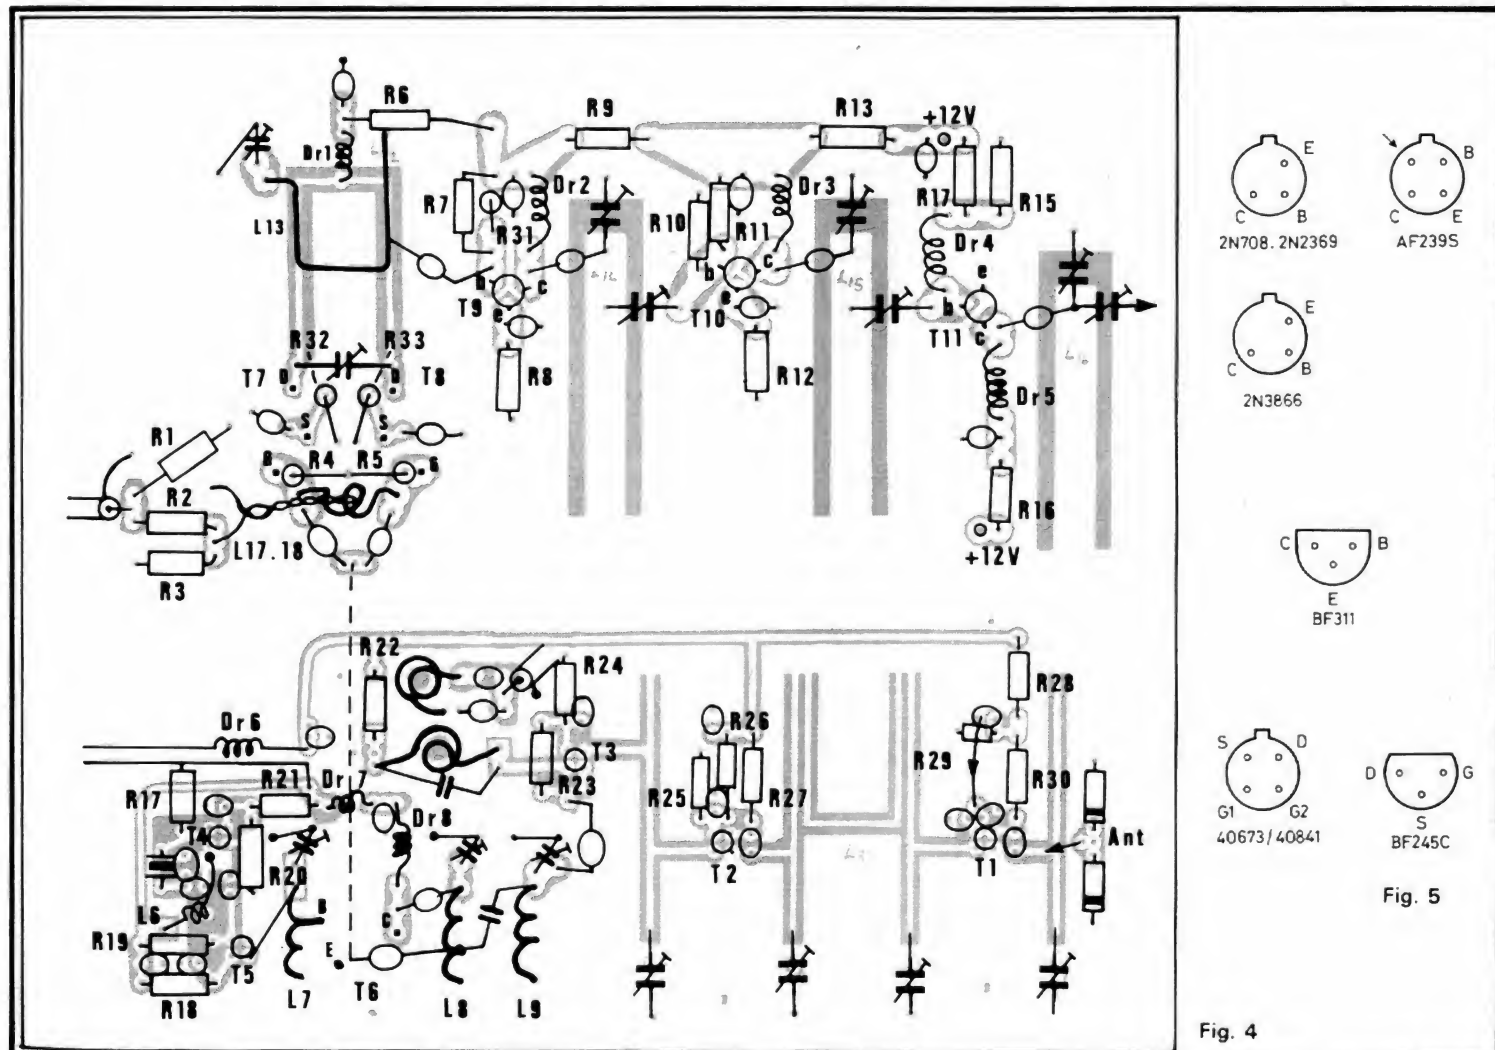 R6
R9
R13
+12V
Dr1
L13
R7
R31
Dr2
R10
R11
Dr3
R17
R15
Dr4
b
c
T9
e
R8
b
c
T10
e
R12
e
b
T11
c
L15
L16
Dr5
R16
+12V
R32
R33
T7
D
D
T8
S
S
R1
R4
R5
G
R2
L17.18
R3
R22
R24
R28
Dr6
T3
R26
R29
R30
R17
R21
Dr7
Dr8
R23
R25
R27
T4
R20
T2
T1
Ant
L6
B
C
R19
T5
E
R18
L7
T6
L8
L9
E
C
B
2N708.2N2369
B
C
E
AF239S
E
C
B
2N3866
C
B
E
BF311
S
D
G1
G2
40673/40841
D
G
S
BF245C
Fig. 5
Fig. 4